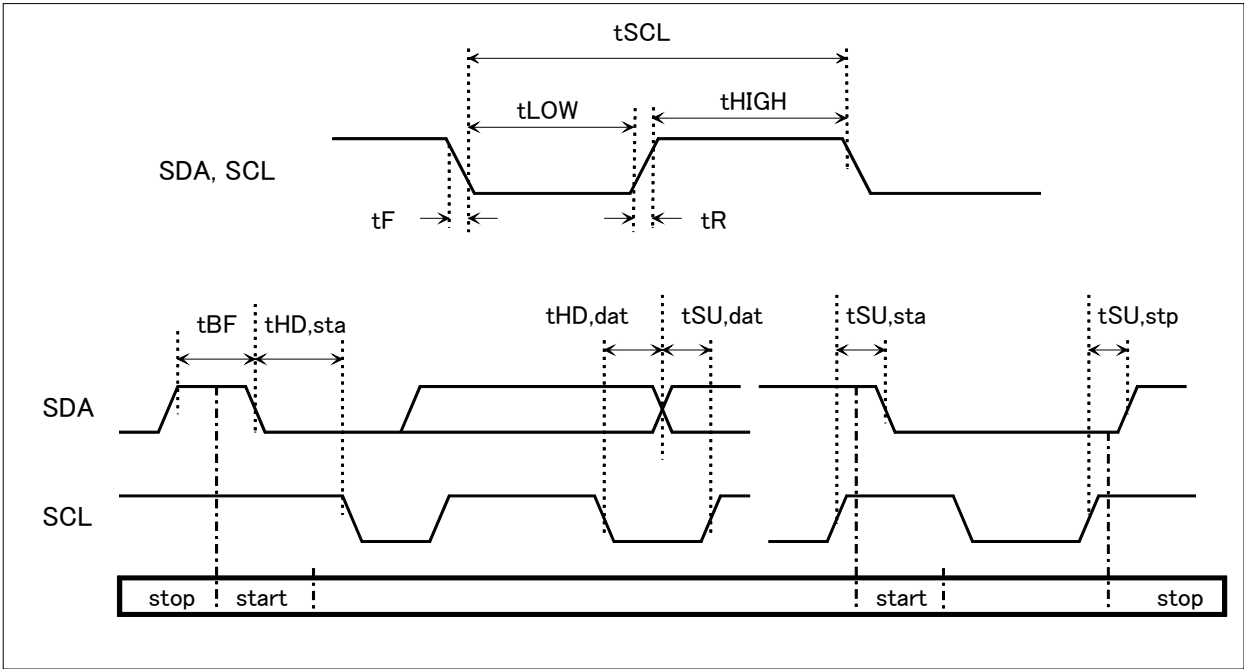 tSCL
tLOW
tHIGH
SDA, SCL
tF
tR
tBF
tHD,sta
tHD,dat
tSU,dat
tSU,sta
tSU,stp
SDA
SCL
stop
start
start
stop